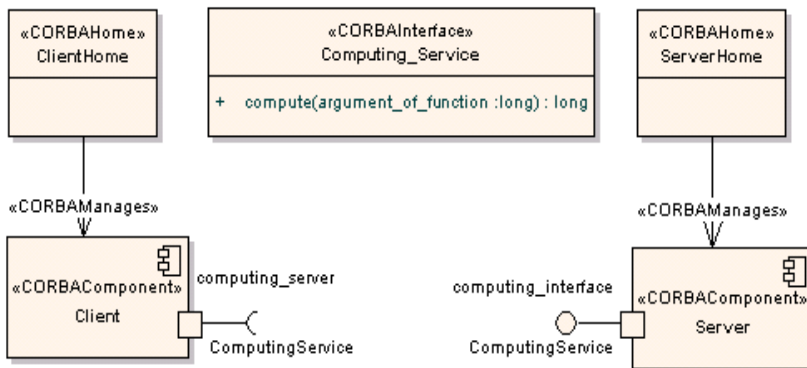 «CORBAHome»
ClientHome
«CORBAInterface»
Computing_Service
+ compute(argument_of_function :long) : long
«CORBAHome»
ServerHome
«CORBAManages»
«CORBAManages»
«CORBAComponent»
Client
computing_server
ComputingService
computing_interface
ComputingService
«CORBAComponent»
Server